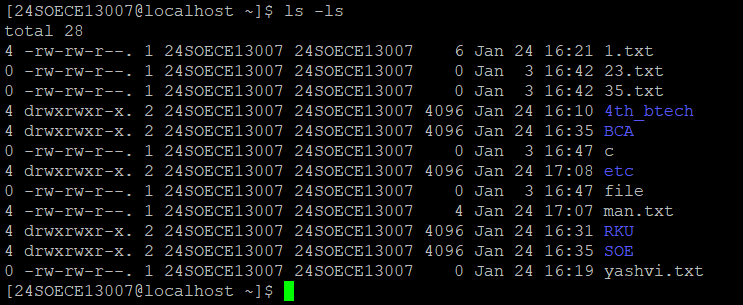 [24SOECE13007@localhost ~]$ ls -ls
total 28
4 -rw-rw-r--. 1 24SOECE13007 24SOECE13007    6 Jan 24 16:21 1.txt
0 -rw-rw-r--. 1 24SOECE13007 24SOECE13007    0 Jan  3 16:42 23.txt
0 -rw-rw-r--. 1 24SOECE13007 24SOECE13007    0 Jan  3 16:42 35.txt
4 drwxrwxr-x. 2 24SOECE13007 24SOECE13007 4096 Jan 24 16:10 4th_btech
4 drwxrwxr-x. 2 24SOECE13007 24SOECE13007 4096 Jan 24 16:35 BCA
0 -rw-rw-r--. 1 24SOECE13007 24SOECE13007    0 Jan  3 16:47 c
4 drwxrwxr-x. 2 24SOECE13007 24SOECE13007 4096 Jan 24 17:08 etc
0 -rw-rw-r--. 1 24SOECE13007 24SOECE13007    0 Jan  3 16:47 file
4 -rw-rw-r--. 1 24SOECE13007 24SOECE13007    4 Jan 24 17:07 man.txt
4 drwxrwxr-x. 2 24SOECE13007 24SOECE13007 4096 Jan 24 16:31 RKU
4 drwxrwxr-x. 2 24SOECE13007 24SOECE13007 4096 Jan 24 16:35 SOE
0 -rw-rw-r--. 1 24SOECE13007 24SOECE13007    0 Jan 24 16:19 yashvi.txt
[24SOECE13007@localhost ~]$